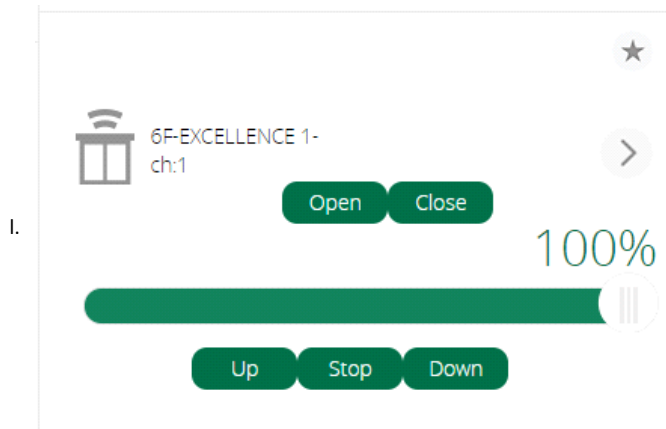 6F-EXCELLENCE 1-
ch:1
Open Close
I.
100%
Up Stop Down